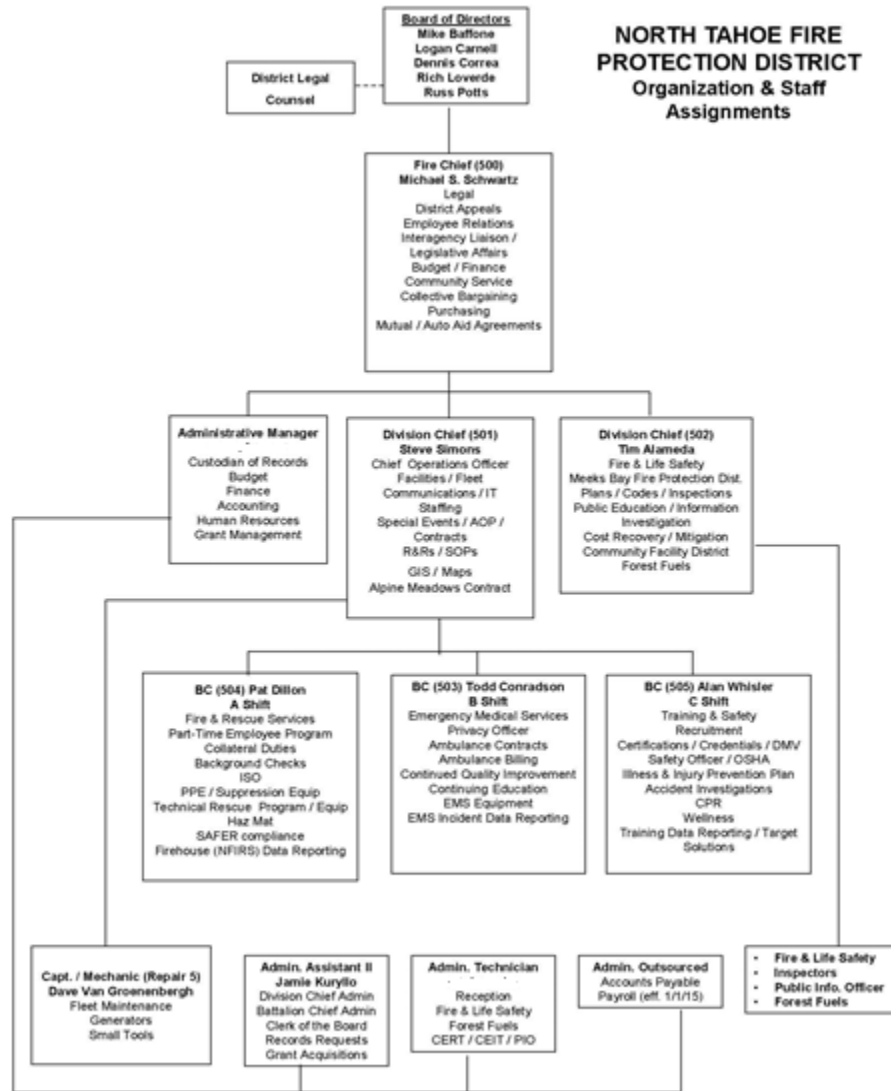 NORTH TAHOE FIRE
PROTECTION DISTRICT
Organization & Staff
Assignments
Board of Directors
Mike Baffone
Logan Carnell
Dennis Correa
Rich Loverde
Russ Potts
District Legal
Counsel
Fire Chief (500)
Michael S. Schwartz
Legal
District Appeals
Employee Relations
Interagency Liaison /
Legislative Affairs
Budget / Finance
Community Service
Collective Bargaining
Purchasing
Mutual / Auto Aid Agreements
Administrative Manager
Custodian of Records
Budget
Finance
Accounting
Human Resources
Grant Management
Division Chief (501)
Steve Simons
Chief Operations Officer
Facilities / Fleet
Communications / IT
Staffing
Special Events / AOP /
Contracts
R&Rs / SOPs
GIS / Maps
Alpine Meadows Contract
Division Chief (502)
Tim Alameda
Fire & Life Safety
Meeks Bay Fire Protection Dist.
Plans / Codes / Inspections
Public Education / Information
Investigation
Cost Recovery / Mitigation
Community Facility District
Forest Fuels
BC (504) Pat Dillon
A Shift
Fire & Rescue Services
Part-Time Employee Program
Collateral Duties
Background Checks
ISO
PPE / Suppression Equip
Technical Rescue Program / Equip
Haz Mat
SAFER compliance
Firehouse (NFIRS) Data Reporting
BC (503) Todd Conradson
B Shift
Emergency Medical Services
Privacy Officer
Ambulance Contracts
Ambulance Billing
Continued Quality Improvement
Continuing Education
EMS Equipment
EMS Incident Data Reporting
BC (505) Alan Whisler
C Shift
Training & Safety
Recruitment
Certifications / Credentials / DMV
Safety Officer / OSHA
Illness & Injury Prevention Plan
Accident Investigations
CPR
Wellness
Training Data Reporting / Target
Solutions
Capt. / Mechanic (Repair 5)
Dave Van Groenenbergh
Fleet Maintenance
Generators
Small Tools
Admin. Assistant II
Jamie Kuryllo
Division Chief Admin
Battalion Chief Admin
Clerk of the Board
Records Requests
Grant Acquisitions
Admin. Technician
Reception
Fire & Life Safety
Forest Fuels
CERT / CEIT / PIO
Admin. Outsourced
Accounts Payable
Payroll (eff. 1/1/15)
• Fire & Life Safety
• Inspectors
• Public Info. Officer
• Forest Fuels